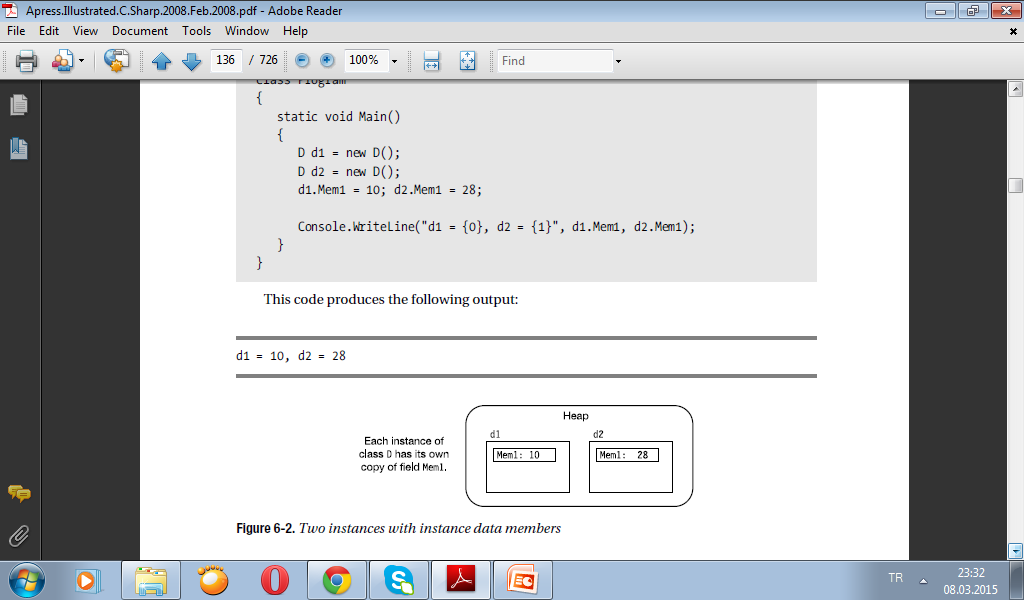 Apress.Illustrated.C.Sharp.2008.Feb.2008.pdf - Adobe Reader
File Edit View Document Tools Window Help
136 / 726 100% Find
class Program
{
static void Main()
{
D d1 = new D();
D d2 = new D();
d1.Mem1 = 10; d2.Mem1 = 28;
Console.WriteLine("d1 = {0}, d2 = {1}", d1.Mem1, d2.Mem1);
}
}
This code produces the following output:
d1 = 10, d2 = 28
Each instance of
class D has its own
copy of field Mem1.
Heap
d1 d2
Mem1: 10 Mem1: 28
Figure 6-2. Two instances with instance data members
TR 23:32
08.03.2015